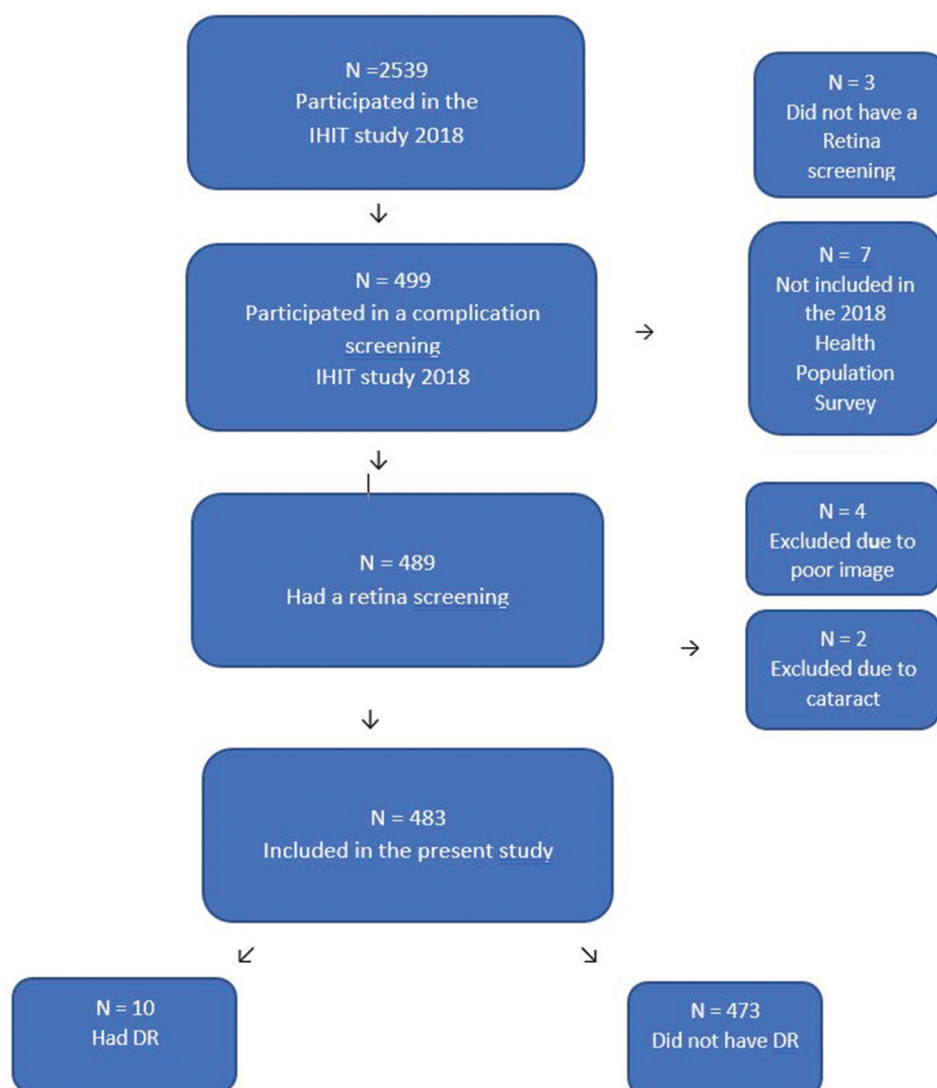 N =2539
Participated in the
IHIT study 2018
N = 3
Did not have a
Retina
screening
N = 499
Participated in a complication
screening
IHIT study 2018
N = 7
Not included in
the 2018
Health
Population
Survey
N = 489
Had a retina screening
N = 4
Excluded due to
poor image
N = 2
Excluded due to
cataract
N = 483
Included in the present study
N = 10
Had DR
N = 473
Did not have DR